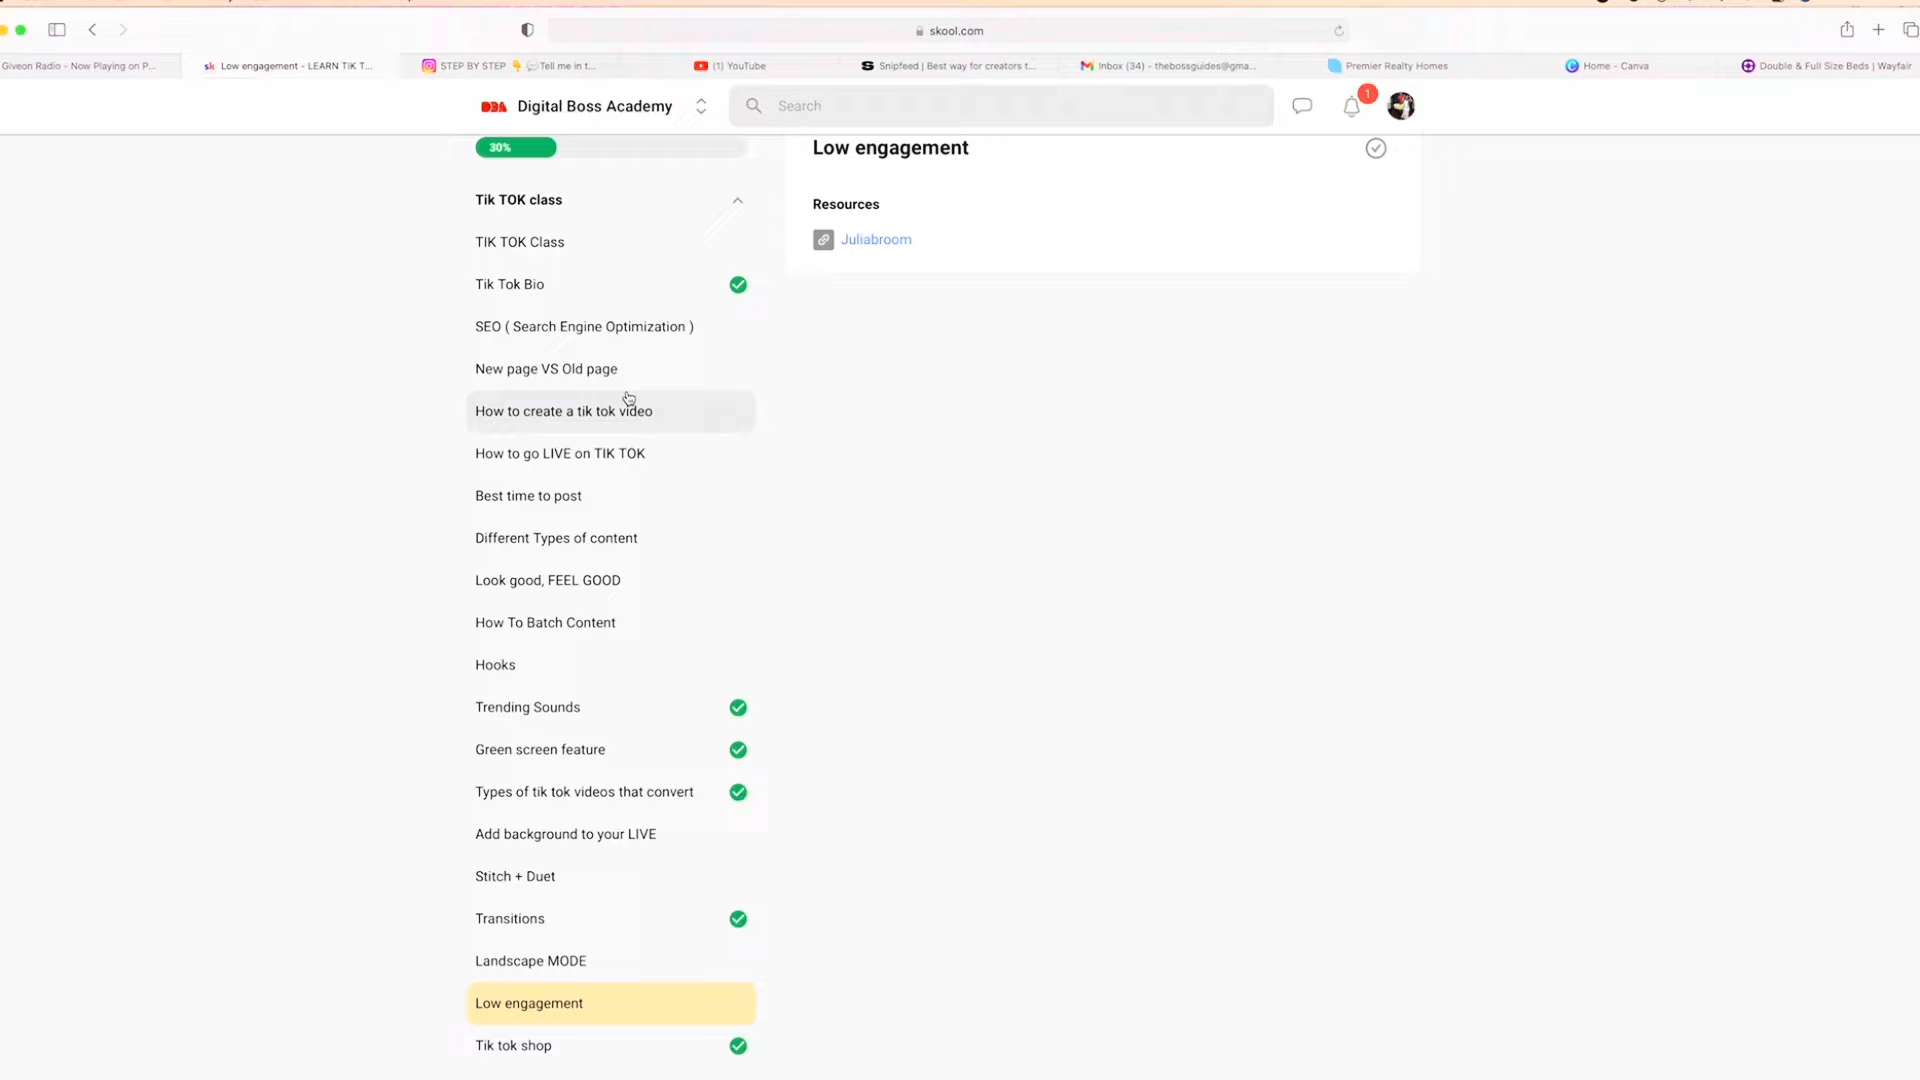 skool.com
Giveon Radio - Now Playing on P...
sk Low engagement - LEARN TIK T...
STEP BY STEP 👇 💬Tell me in t...
(1) YouTube
Snipfeed | Best way for creators t...
Inbox (34) - thebossguides@gma...
Premier Realty Homes
Home - Canva
Double & Full Size Beds | Wayfair
DBA Digital Boss Academy
Search
1
30%
Tik TOK class
TIK TOK Class
Tik Tok Bio
SEO ( Search Engine Optimization )
New page VS Old page
How to create a tik tok video
How to go LIVE on TIK TOK
Best time to post
Different Types of content
Look good, FEEL GOOD
How To Batch Content
Hooks
Trending Sounds
Green screen feature
Types of tik tok videos that convert
Add background to your LIVE
Stitch + Duet
Transitions
Landscape MODE
Low engagement
Tik tok shop
Low engagement
Resources
Juliabroom